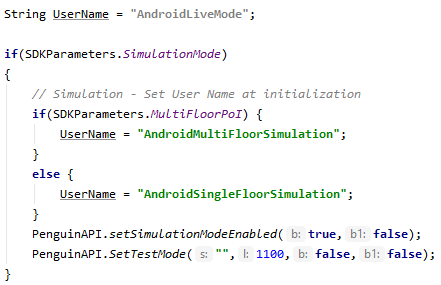 String UserName = "AndroidLiveMode";
if(SDKParameters.SimulationMode)
{
// Simulation - Set User Name at initialization
if(SDKParameters.MultiFloorPoI) {
UserName = "AndroidMultiFloorSimulation";
}
else {
UserName = "AndroidSingleFloorSimulation";
}
PenguinAPI.setSimulationModeEnabled( b: true, b1: false);
PenguinAPI.SetTestMode( s: "", l: 1100, b: false, b1: false);
}